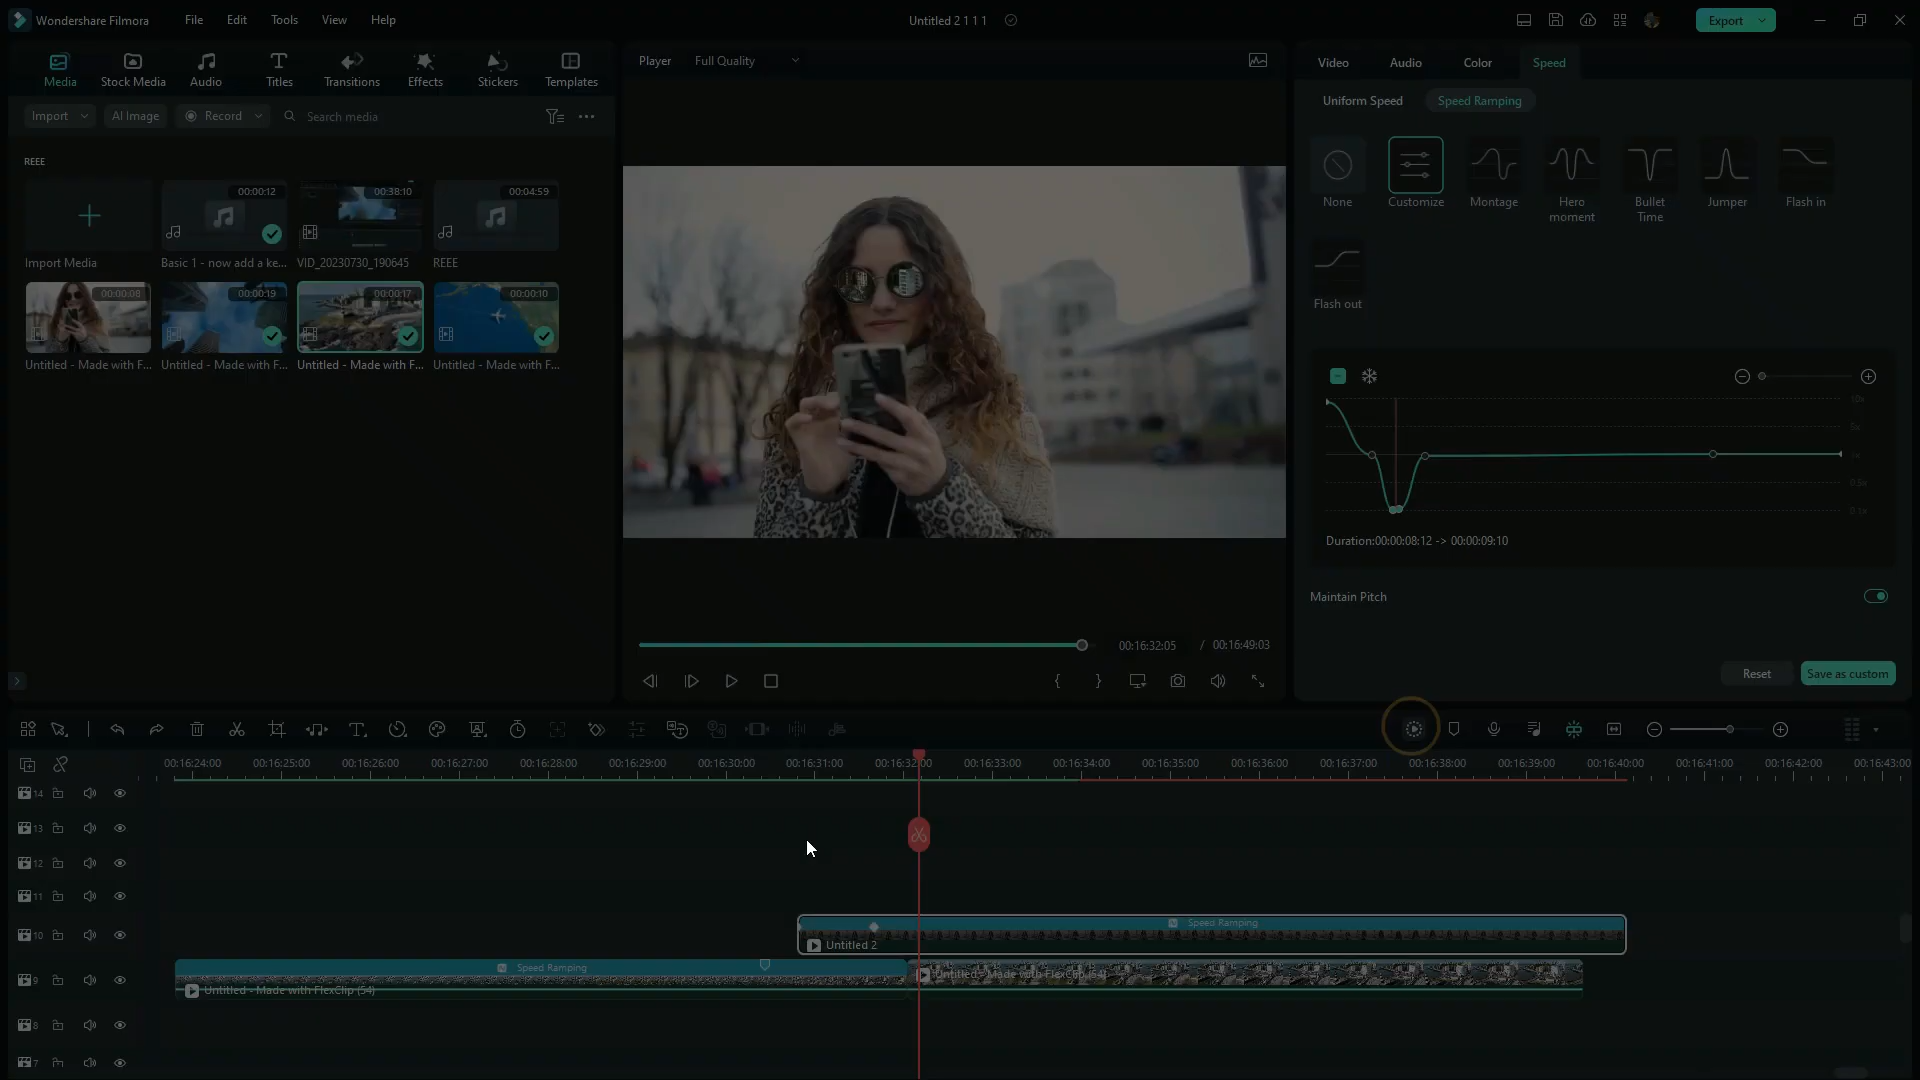 Wondershare Filmora
File
Edit
Tools
View
Help
Untitled 2 1 1 1
Export
Media
Stock Media
Audio
Titles
Transitions
Effects
Stickers
Templates
Player
Full Quality
Video
Audio
Color
Speed
Import
AI Image
Record
Search media
Uniform Speed
Speed Ramping
REEE
00:00:12
00:38:10
00:04:59
Import Media
Basic 1 - now add a ke...
VID_20230730_190645
REEE
00:00:08
00:00:19
00:00:17
00:00:10
Untitled - Made with F...
Untitled - Made with F...
Untitled - Made with F...
Untitled - Made with F...
None
Customize
Montage
Hero moment
Bullet Time
Jumper
Flash in
Flash out
10x
5x
1x
0.5x
0.1x
Duration:00:00:08:12 -> 00:00:09:10
Maintain Pitch
Reset
Save as custom
00:16:32:05 / 00:16:49:03
00:16:24:00 00:16:25:00 00:16:26:00 00:16:27:00 00:16:28:00 00:16:29:00 00:16:30:00 00:16:31:00 00:16:32:00 00:16:33:00 00:16:34:00 00:16:35:00 00:16:36:00 00:16:37:00 00:16:38:00 00:16:39:00 00:16:40:00 00:16:41:00 00:16:42:00 00:16:43:00
14
13
12
11
10
Speed Ramping
Untitled 2
9
Speed Ramping
Untitled - Made with FlexClip (54)
Untitled - Made with FlexClip (54)
8
7